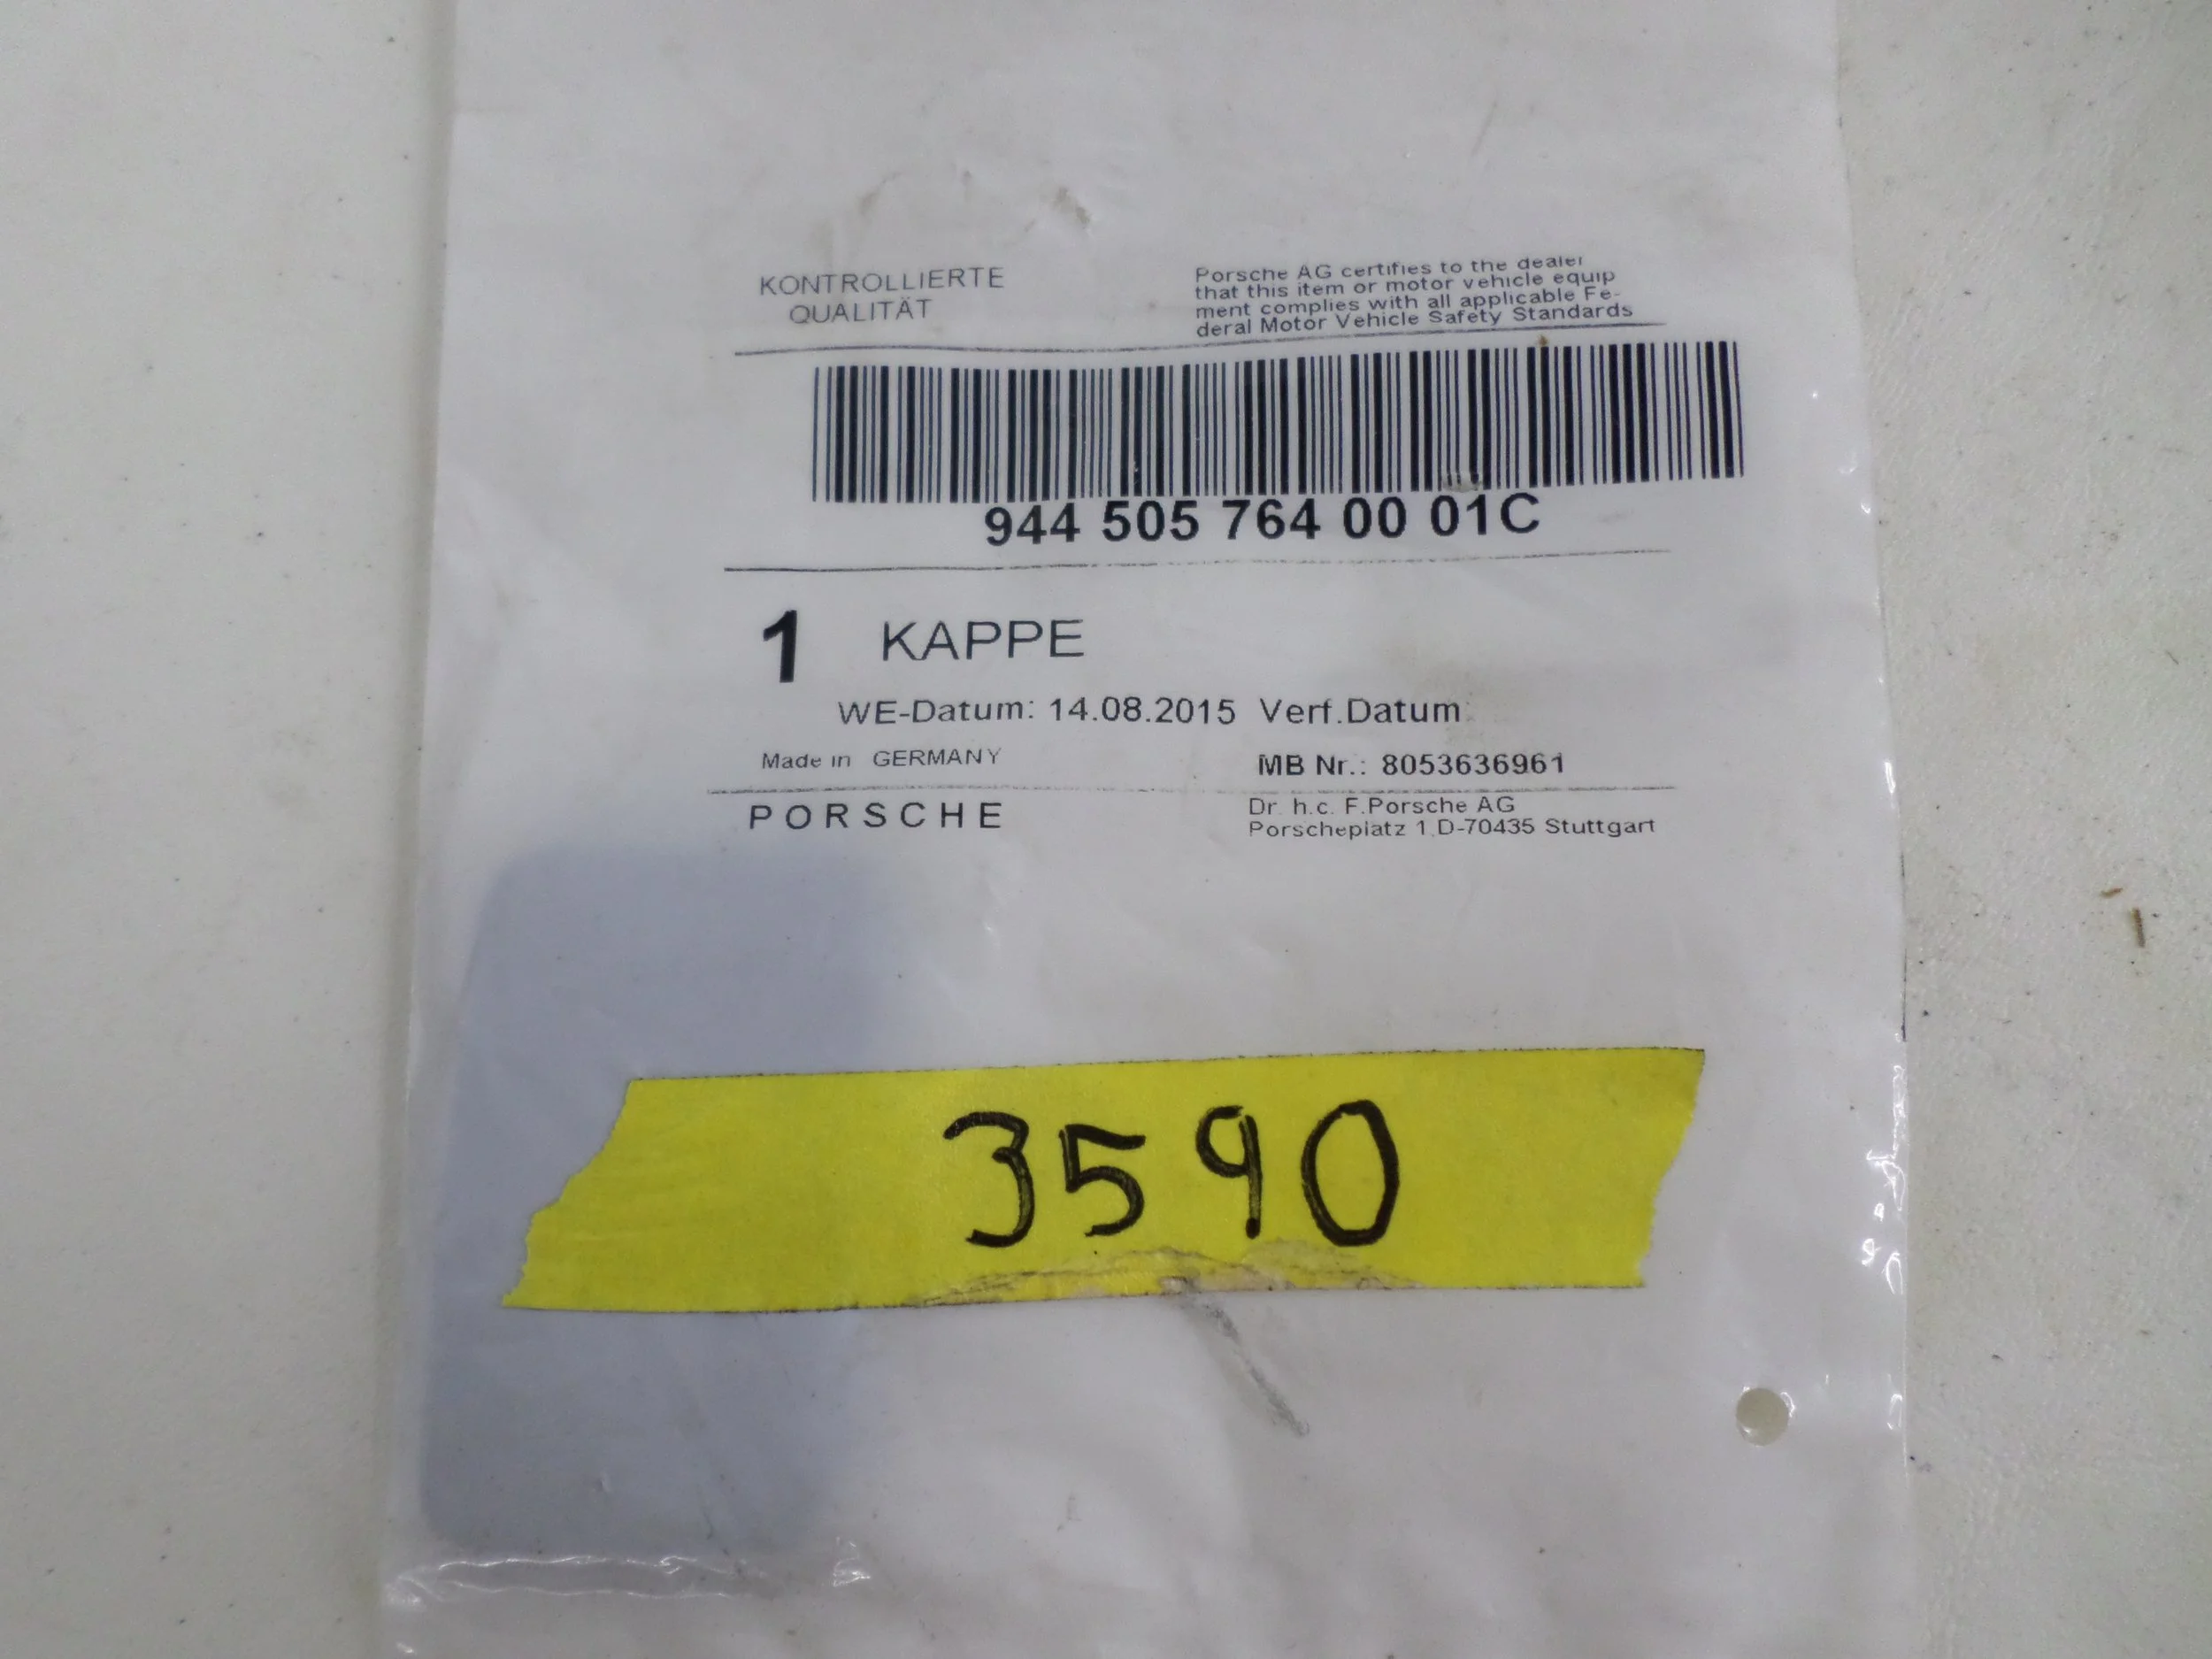 KONTROLLIERTE
QUALITÄT
Porsche AG certifies to the dealer
that this item or motor vehicle equip
ment complies with all applicable Fe-
deral Motor Vehicle Safety Standards
944 505 764 00 01C
1 KAPPE
WE-Datum: 14.08.2015 Verf.Datum:
Made in GERMANY
MB Nr.: 8053636961
PORSCHE
Dr. h.c. F.Porsche AG
Porscheplatz 1,D-70435 Stuttgart
3590